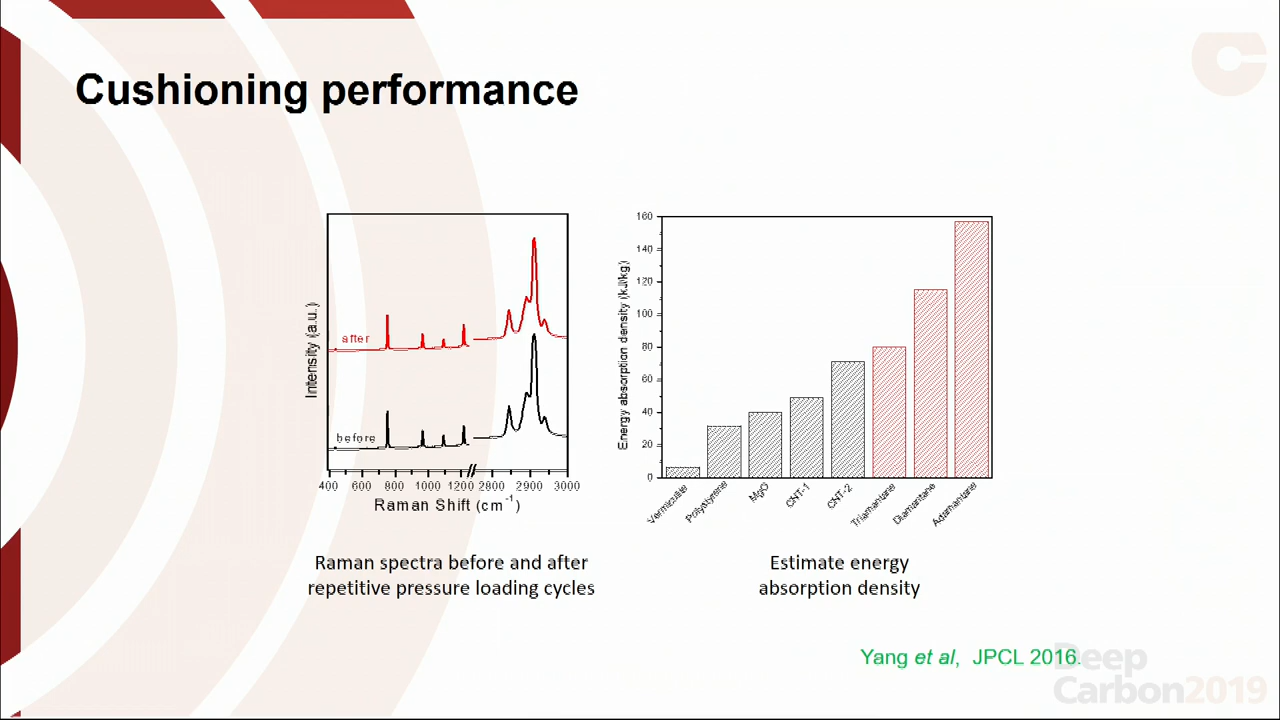 Cushioning performance
Intensity (a.u.)
after
before
400 600 800 1000 1200 2800 2900 3000
Raman Shift (cm-1)
Raman spectra before and after
repetitive pressure loading cycles
Energy absorption density (kJ/kg)
160
140
120
100
80
60
40
20
0
Vermiculite
Polystyrene
MgO
CNT-1
CNT-2
Triamantane
Diamantane
Adamantane
Estimate energy
absorption density
Yang et al, JPCL 2016.
Deep
Carbon2019